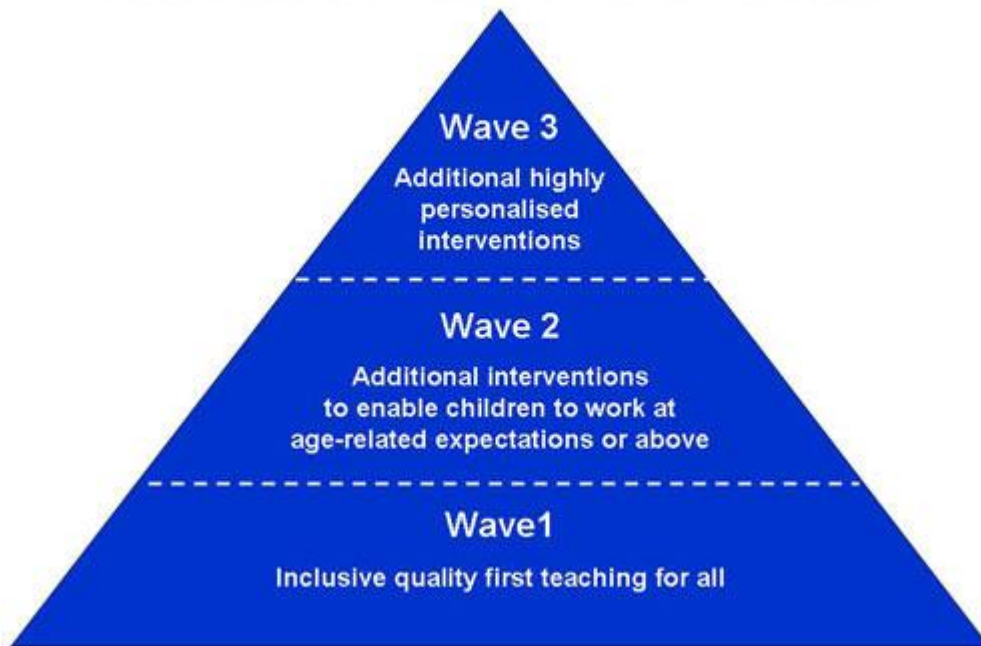 Wave 3
Additional highly
personalised
interventions
Wave 2
Additional interventions
to enable children to work at
age-related expectations or above
Wave1
Inclusive quality first teaching for all